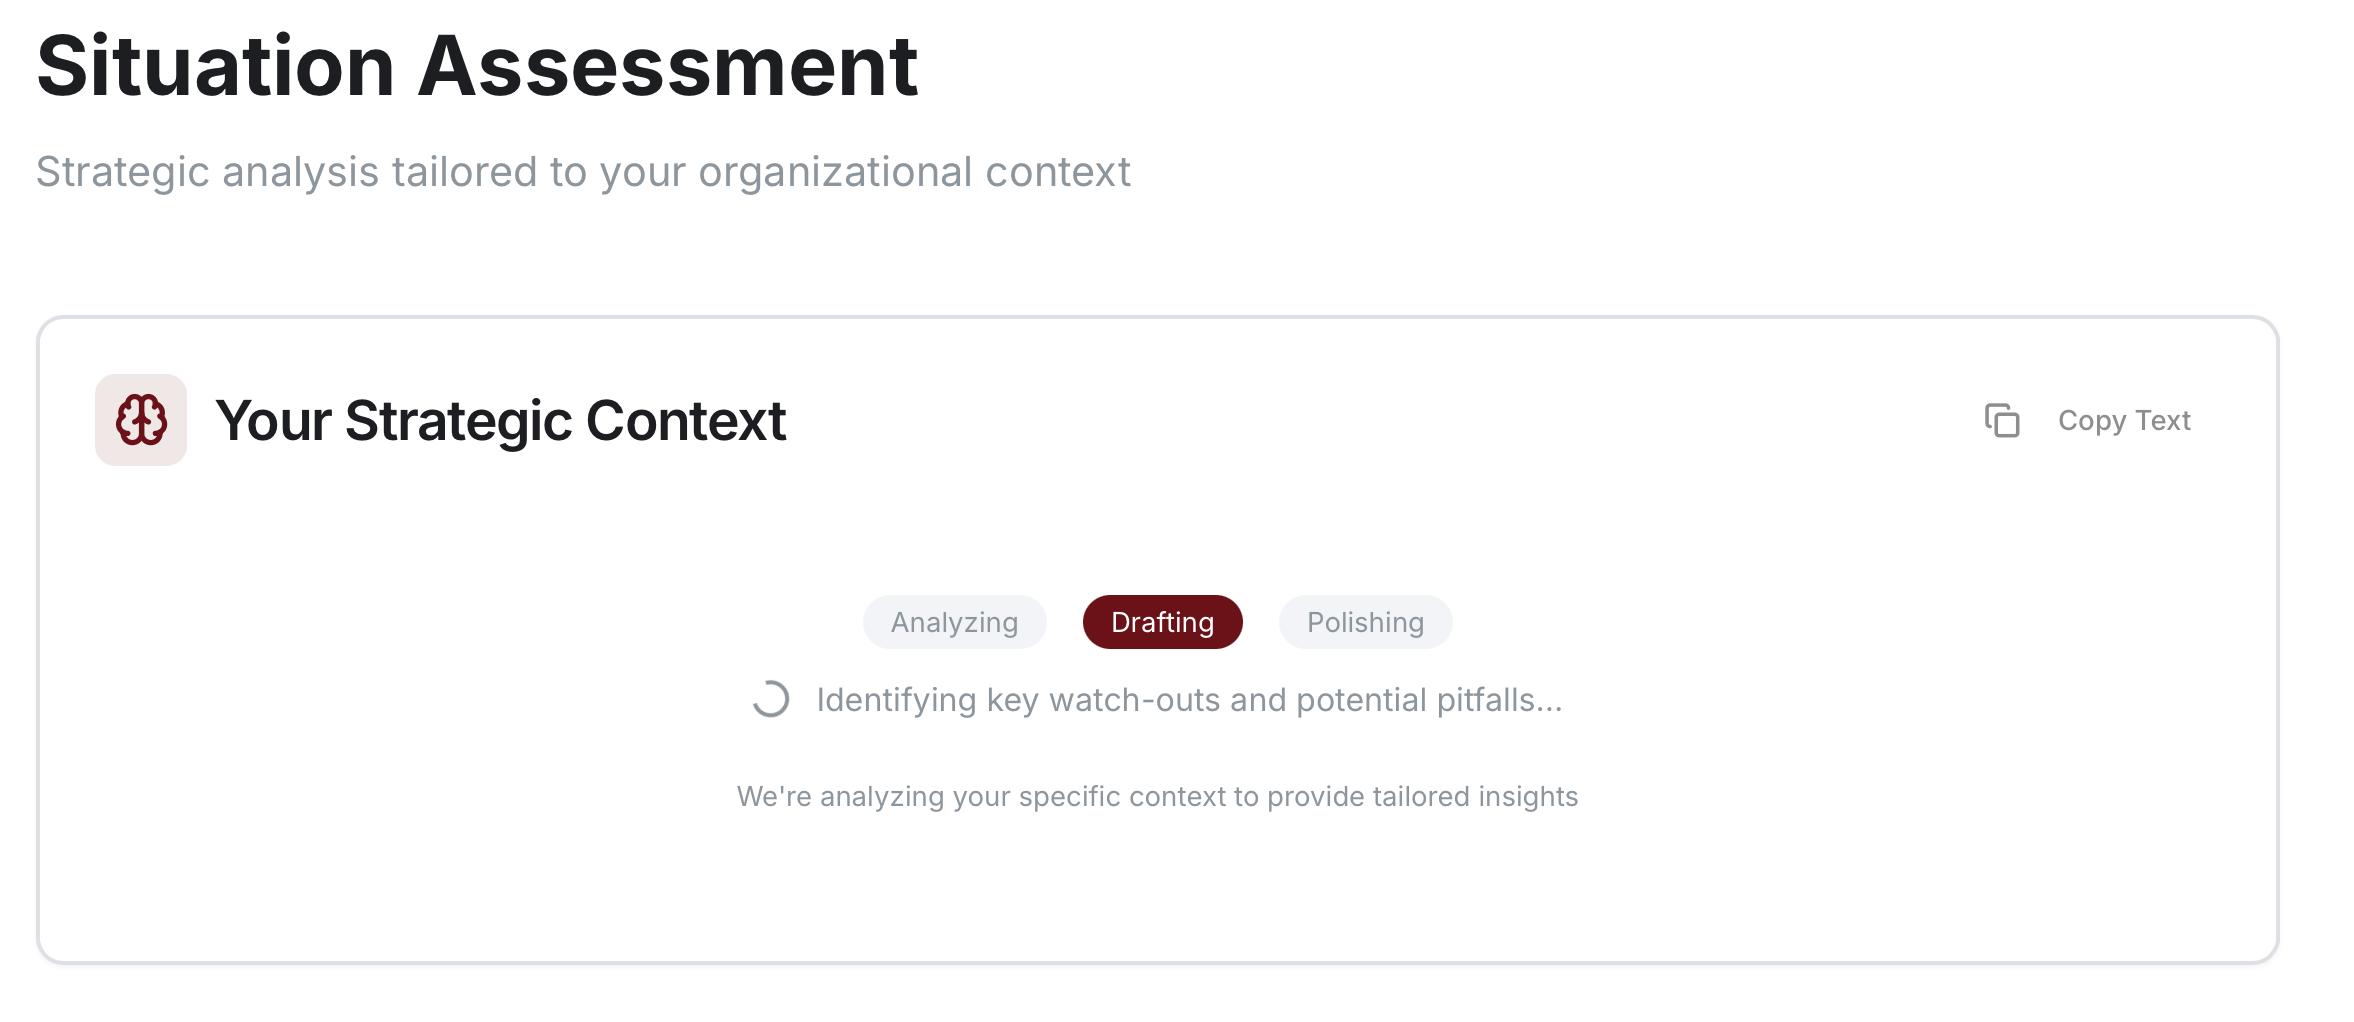 Situation Assessment
Strategic analysis tailored to your organizational context
Your Strategic Context
Copy Text
Analyzing
Drafting
Polishing
Identifying key watch-outs and potential pitfalls...
We're analyzing your specific context to provide tailored insights